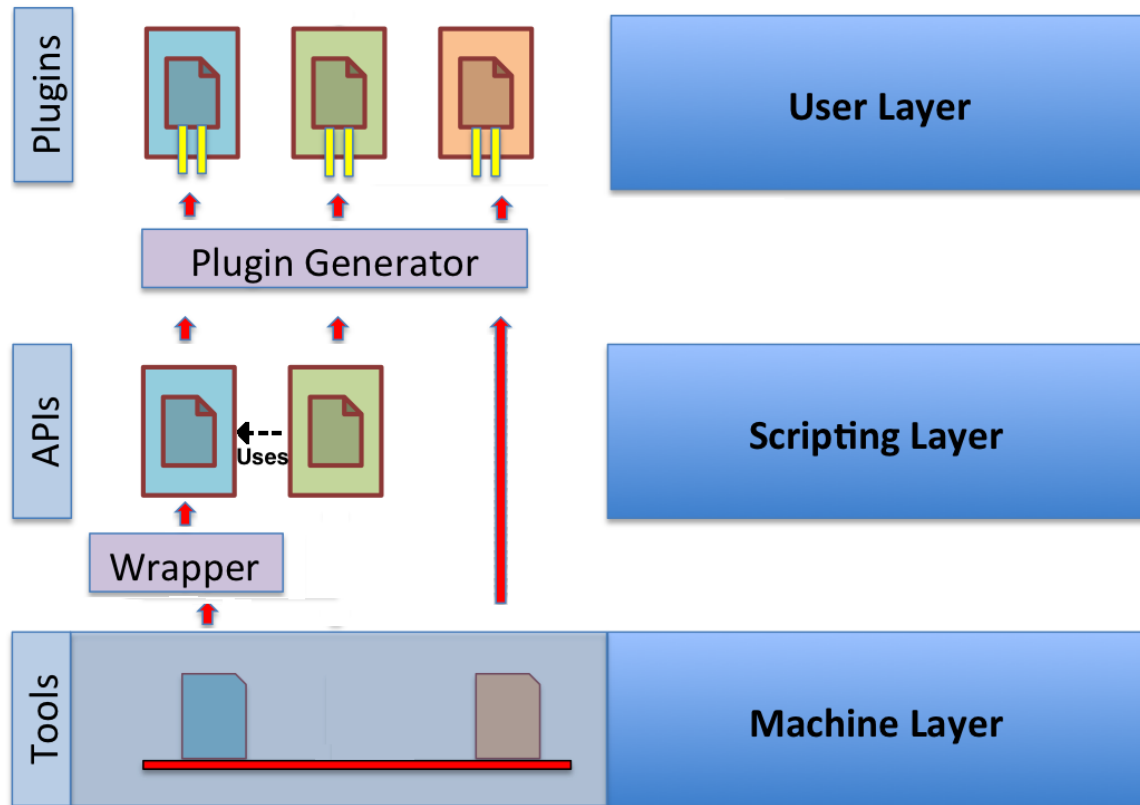 Plugins
User Layer
Plugin Generator
APIs
Uses
Scripting Layer
Wrapper
Tools
Machine Layer